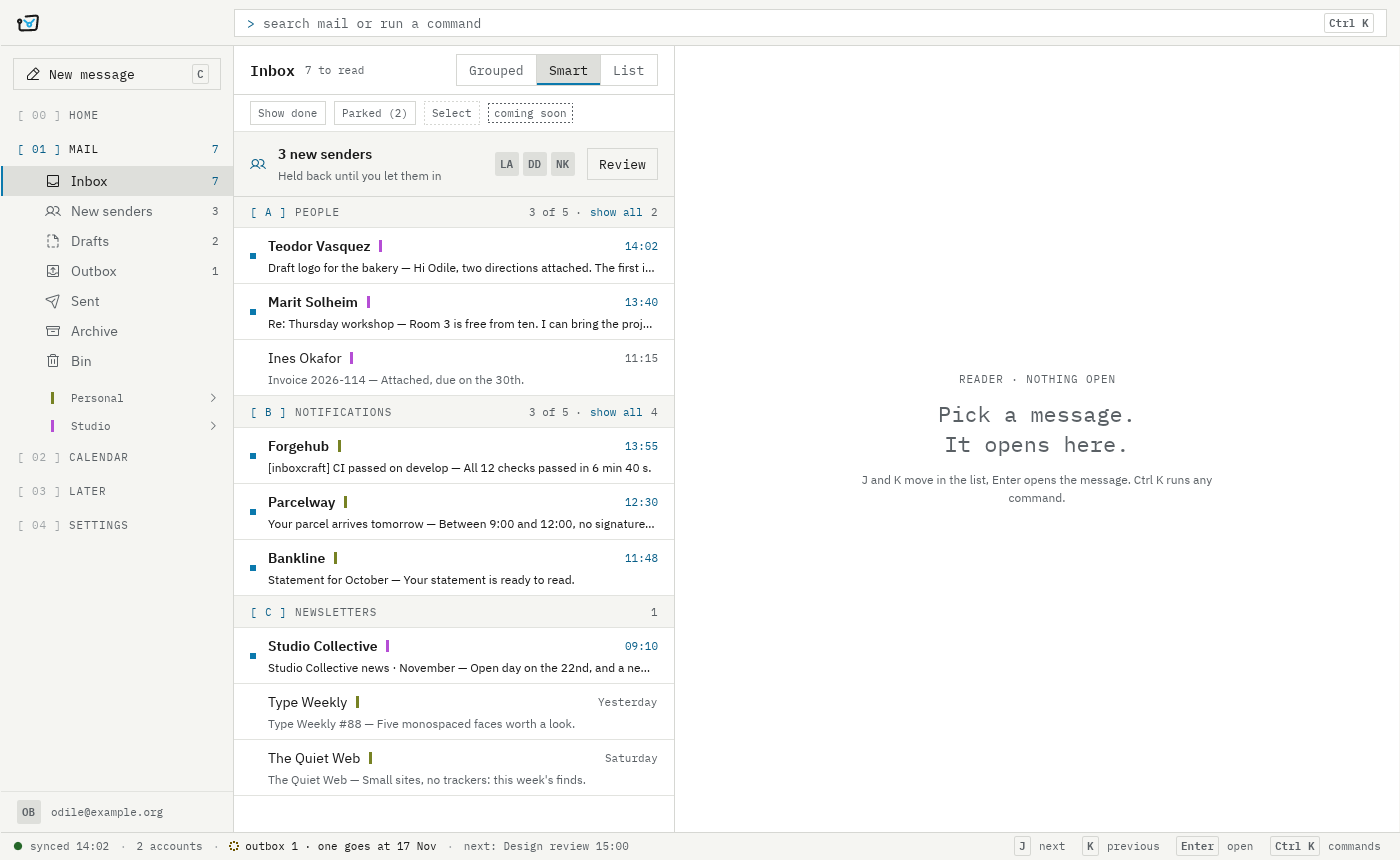 > search mail or run a command
Ctrl K
New message C
[ 00 ] HOME
[ 01 ] MAIL 7
Inbox 7
New senders 3
Drafts 2
Outbox 1
Sent
Archive
Bin
Personal
Studio
[ 02 ] CALENDAR
[ 03 ] LATER
[ 04 ] SETTINGS
OB odile@example.org
Inbox 7 to read
Grouped Smart List
Show done Parked (2) Select coming soon
3 new senders
Held back until you let them in
LA DD NK Review
[ A ] PEOPLE 3 of 5 · show all 2
Teodor Vasquez 14:02
Draft logo for the bakery — Hi Odile, two directions attached. The first i…
Marit Solheim 13:40
Re: Thursday workshop — Room 3 is free from ten. I can bring the proj…
Ines Okafor 11:15
Invoice 2026-114 — Attached, due on the 30th.
[ B ] NOTIFICATIONS 3 of 5 · show all 4
Forgehub 13:55
[inboxcraft] CI passed on develop — All 12 checks passed in 6 min 40 s.
Parcelway 12:30
Your parcel arrives tomorrow — Between 9:00 and 12:00, no signature…
Bankline 11:48
Statement for October — Your statement is ready to read.
[ C ] NEWSLETTERS 1
Studio Collective 09:10
Studio Collective news · November — Open day on the 22nd, and a ne…
Type Weekly Yesterday
Type Weekly #88 — Five monospaced faces worth a look.
The Quiet Web Saturday
The Quiet Web — Small sites, no trackers: this week's finds.
READER · NOTHING OPEN
Pick a message.
It opens here.
J and K move in the list, Enter opens the message. Ctrl K runs any
command.
synced 14:02 · 2 accounts · outbox 1 · one goes at 17 Nov · next: Design review 15:00
J next K previous Enter open Ctrl K commands